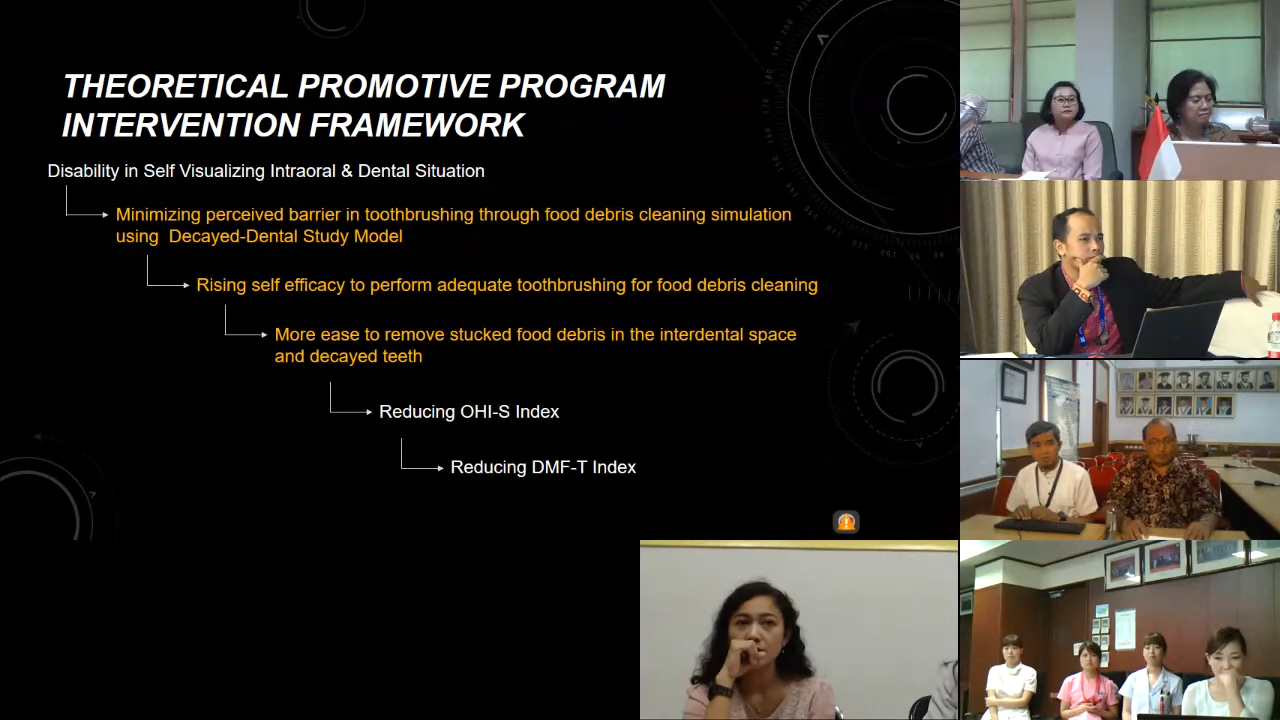 THEORETICAL PROMOTIVE PROGRAM
INTERVENTION FRAMEWORK
Disability in Self Visualizing Intraoral & Dental Situation
Minimizing perceived barrier in toothbrushing through food debris cleaning simulation
using Decayed-Dental Study Model
Rising self efficacy to perform adequate toothbrushing for food debris cleaning
More ease to remove stucked food debris in the interdental space
and decayed teeth
Reducing OHI-S Index
Reducing DMF-T Index